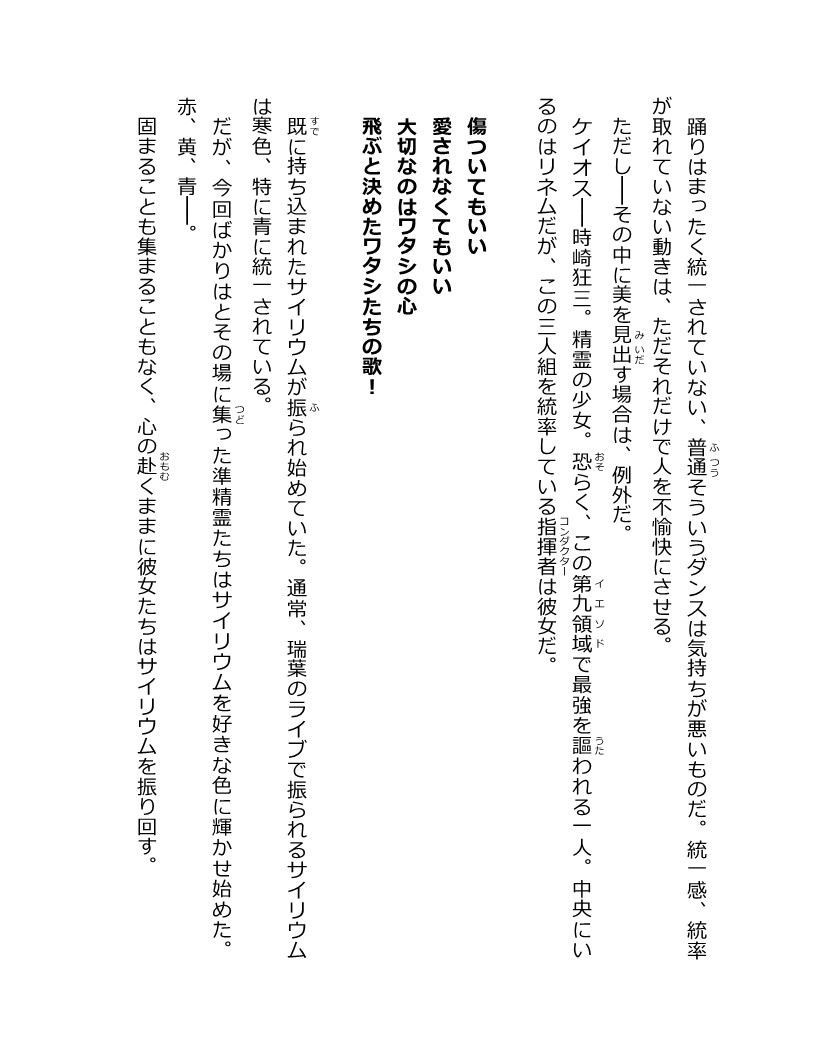 踊りはまったく統一されていない、普通そういうダンスは気持ちが悪いものだ。統一感、統率
が取れていない動きは、ただそれだけで人を不愉快にさせる。
ただし――その中に美を見出す場合は、例外だ。
ケイオス――時崎狂三。精霊の少女。恐らく、この第九領域で最強を謳われる一人。中央にい
るのはリネムだが、この三人組を統率している指揮者は彼女だ。
傷ついてもいい
愛されなくてもいい
大切なのはワタシの心
飛ぶと決めたワタシたちの歌！
既に持ち込まれたサイリウムが振られ始めていた。通常、瑞葉のライブで振られるサイリウム
は寒色、特に青に統一されている。
だが、今回ばかりはとその場に集った準精霊たちはサイリウムを好きな色に輝かせ始めた。
赤、黄、青――。
固まることも集まることもなく、心の赴くままに彼女たちはサイリウムを振り回す。